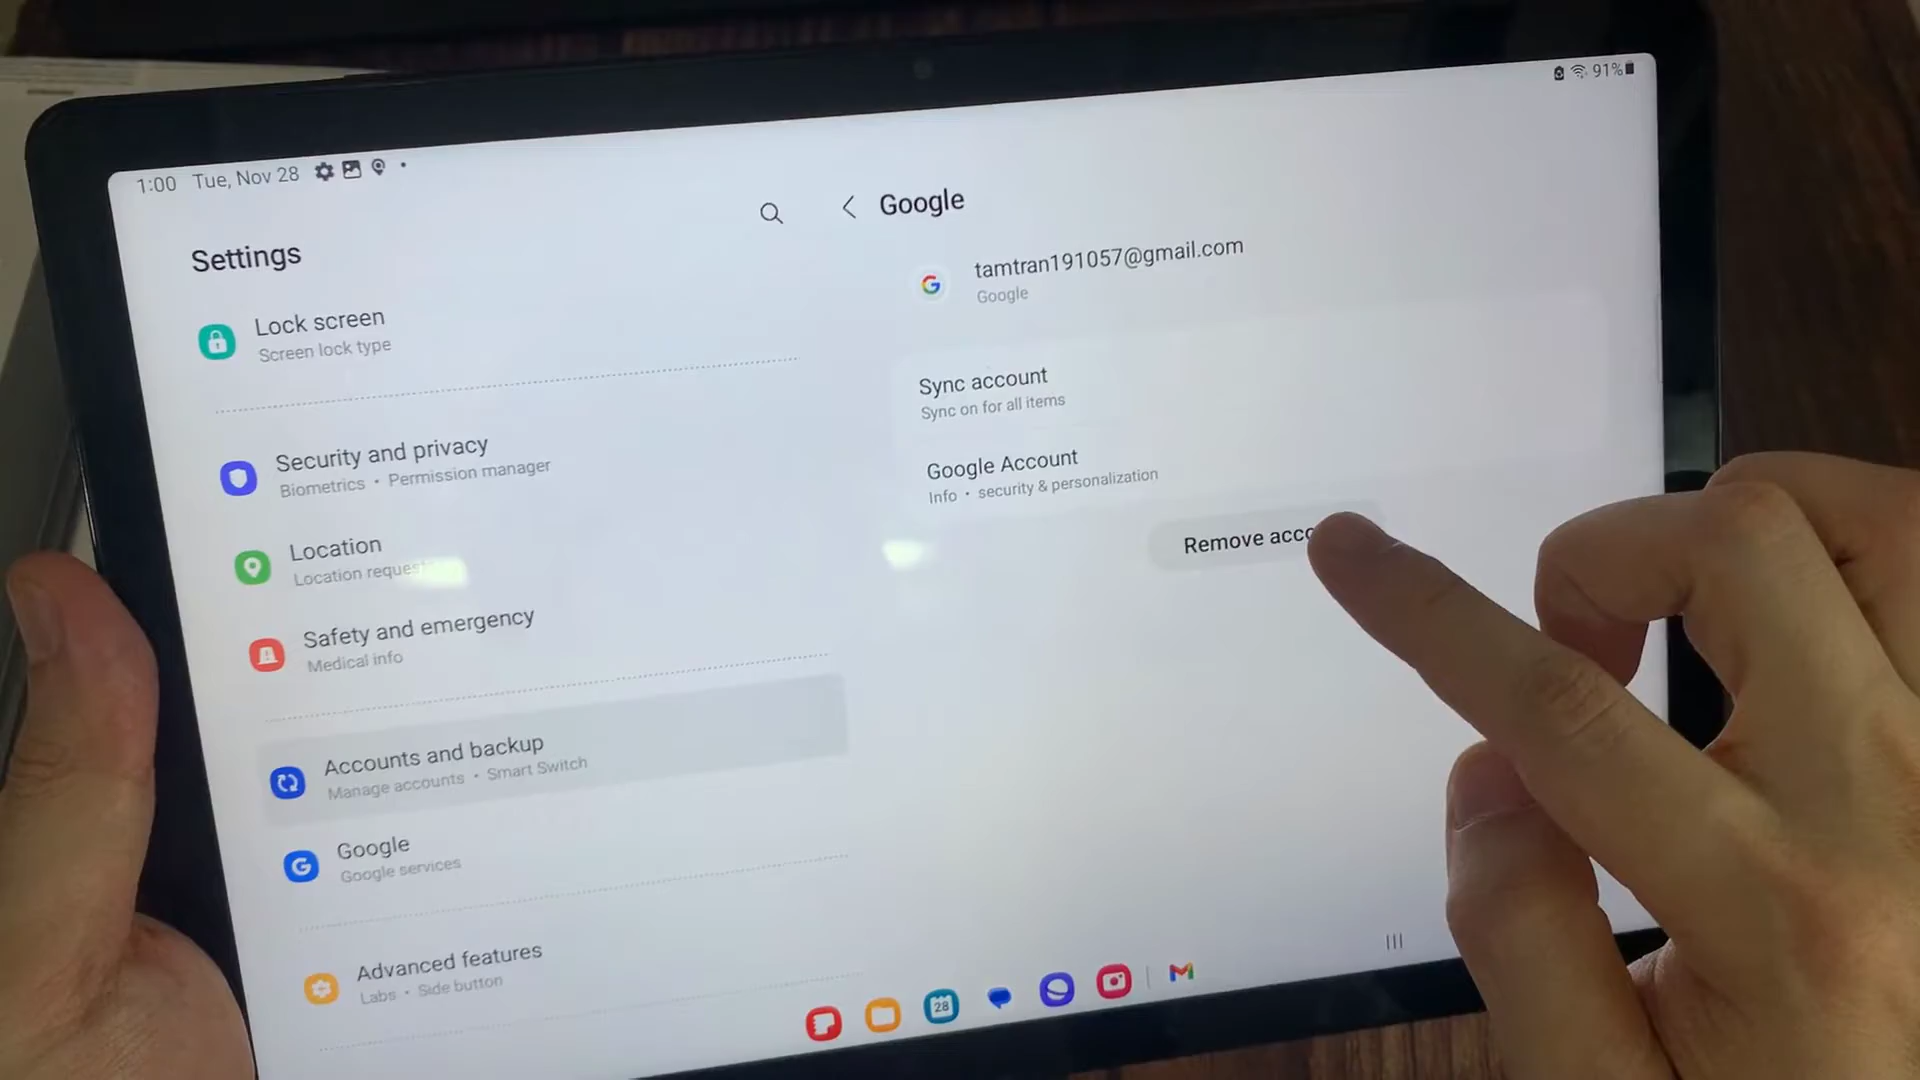 1:00 Tue, Nov 28
91%
Settings
Lock screen
Screen lock type
Security and privacy
Biometrics • Permission manager
Location
Location
Safety and emergency
Medical info
Accounts and backup
Manage accounts • Smart Switch
Google
Google services
Advanced features
Labs • Side button
Google
tamtran191057@gmail.com
Google
Sync account
Sync on for all items
Google Account
Info • security & personalization
Remove
28